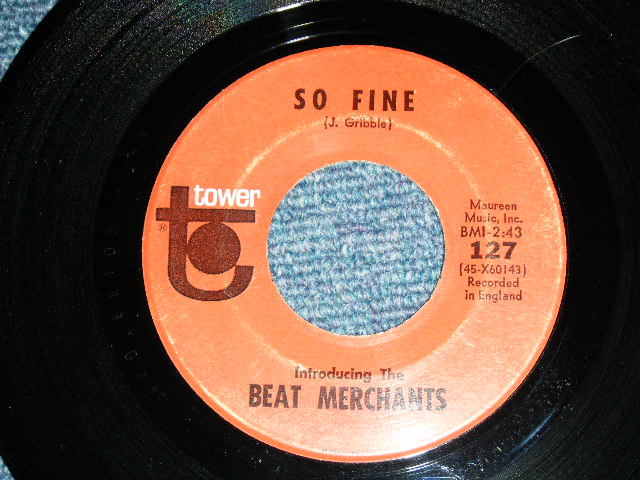 SO FINE
(J. Gribble)
tower
®
Maureen
Music, Inc.
BMI-2:43
127
(45-X60143)
Recorded
in England
Introducing The
BEAT MERCHANTS